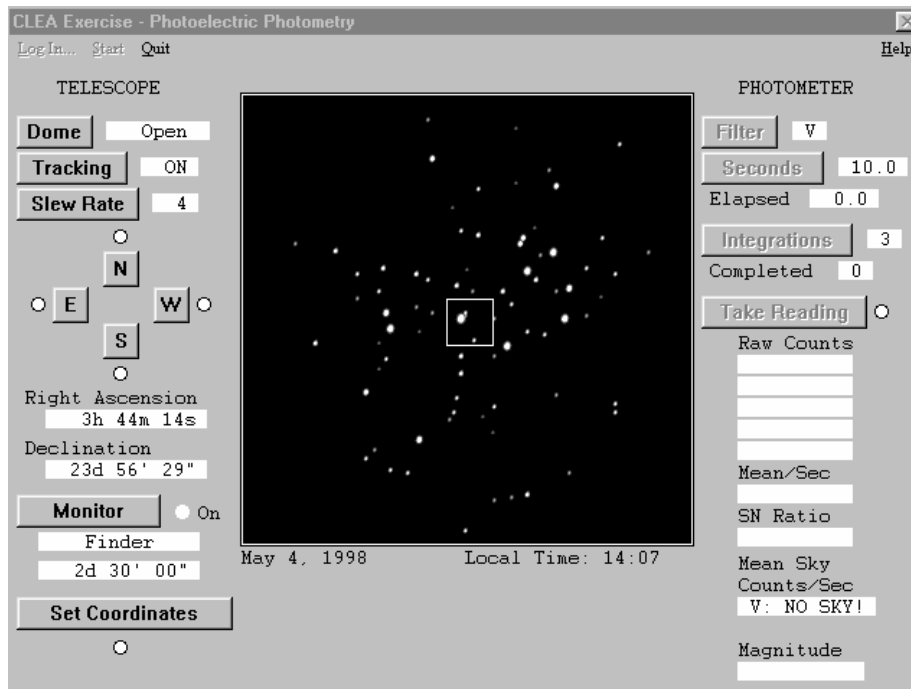 CLEA Exercise - Photoelectric Photometry
Log In... Start Quit Help
TELESCOPE
Dome Open
Tracking ON
Slew Rate 4
N
E W
S
Right Ascension
3h 44m 14s
Declination
23d 56' 29"
Monitor On
Finder
2d 30' 00"
Set Coordinates
May 4, 1998 Local Time: 14:07
PHOTOMETER
Filter V
Seconds 10.0
Elapsed 0.0
Integrations 3
Completed 0
Take Reading
Raw Counts
Mean/Sec
SN Ratio
Mean Sky
Counts/Sec
V: NO SKY!
Magnitude